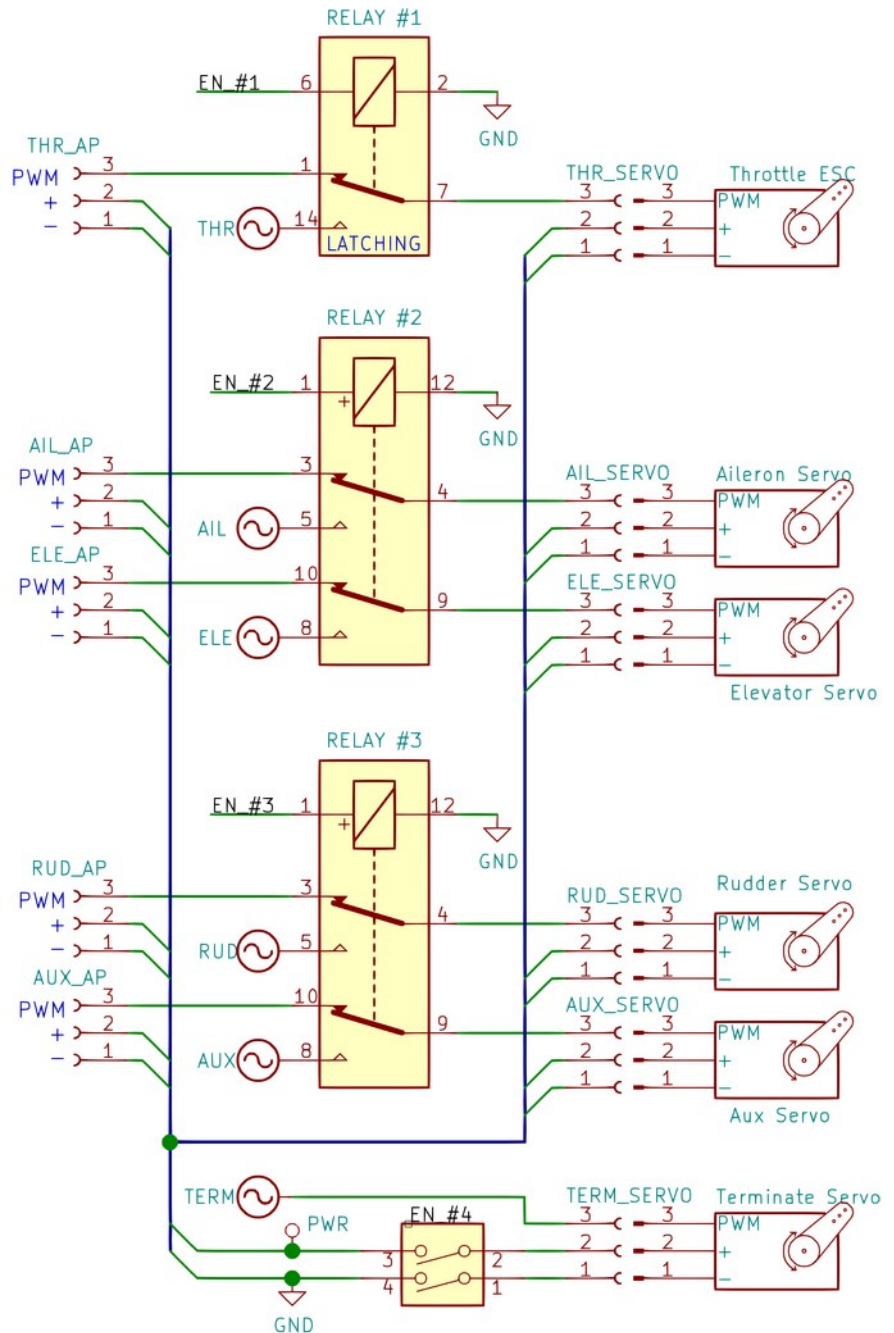 RELAY #1
EN_#1 6 2
GND
THR_AP
PWM 3 1
+ 2
− 1
7
THR 14
LATCHING
THR_SERVO Throttle ESC
3 3 PWM
2 2 +
1 1 −
RELAY #2
EN_#2 1 + 12
GND
AIL_AP
PWM 3 3
+ 2
− 1
4
AIL 5
AIL_SERVO Aileron Servo
3 3 PWM
2 2 +
1 1 −
ELE_AP
PWM 3 10
+ 2
− 1
9
ELE 8
ELE_SERVO
3 3 PWM
2 2 +
1 1 −
Elevator Servo
RELAY #3
EN_#3 1 + 12
GND
RUD_AP
PWM 3 3
+ 2
− 1
4
RUD 5
RUD_SERVO Rudder Servo
3 3 PWM
2 2 +
1 1 −
AUX_AP
PWM 3 10
+ 2
− 1
9
AUX 8
AUX_SERVO
3 3 PWM
2 2 +
1 1 −
Aux Servo
TERM
PWR
EN_#4
3 2
4 1
GND
TERM_SERVO Terminate Servo
3 3 PWM
2 2 +
1 1 −